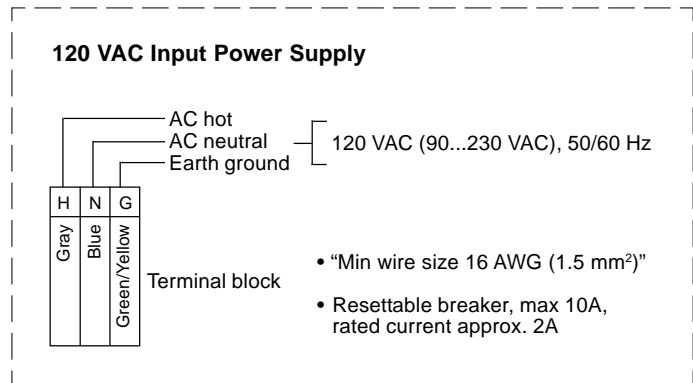 120 VAC Input Power Supply
AC hot
AC neutral
Earth ground
120 VAC (90...230 VAC), 50/60 Hz
H N G
Gray
Blue
Green/Yellow
Terminal block
• “Min wire size 16 AWG (1.5 mm²)”
• Resettable breaker, max 10A,
rated current approx. 2A